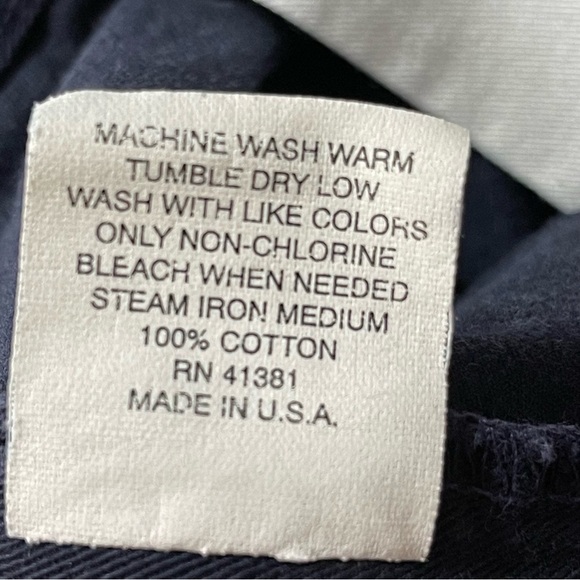 MACHINE WASH WARM
TUMBLE DRY LOW
WASH WITH LIKE COLORS
ONLY NON-CHLORINE
BLEACH WHEN NEEDED
STEAM IRON MEDIUM
100% COTTON
RN 41381
MADE IN U.S.A.